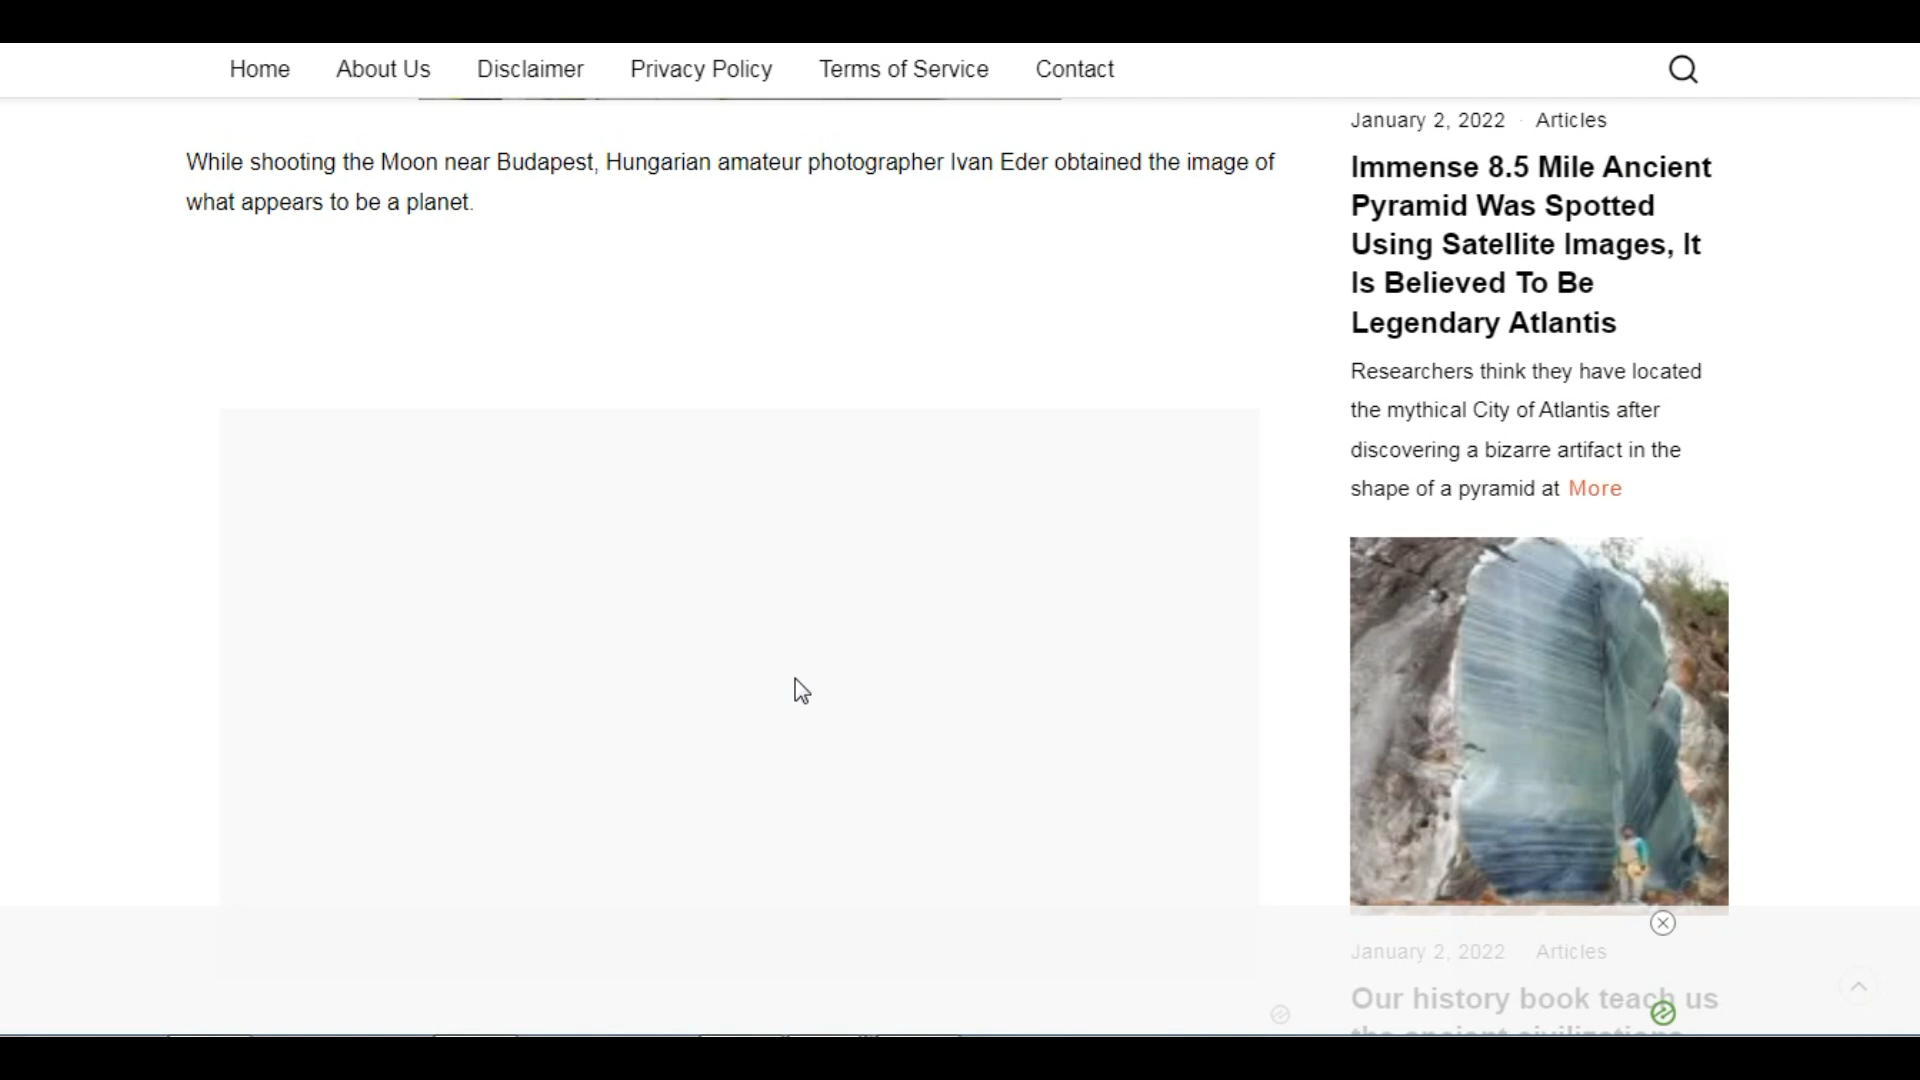 Home About Us Disclaimer Privacy Policy Terms of Service Contact
While shooting the Moon near Budapest, Hungarian amateur photographer Ivan Eder obtained the image of
what appears to be a planet.
January 2, 2022 · Articles
Immense 8.5 Mile Ancient
Pyramid Was Spotted
Using Satellite Images, It
Is Believed To Be
Legendary Atlantis
Researchers think they have located
the mythical City of Atlantis after
discovering a bizarre artifact in the
shape of a pyramid at More
January 2, 2022 Articles
Our history book teach us
the ancient civilizations